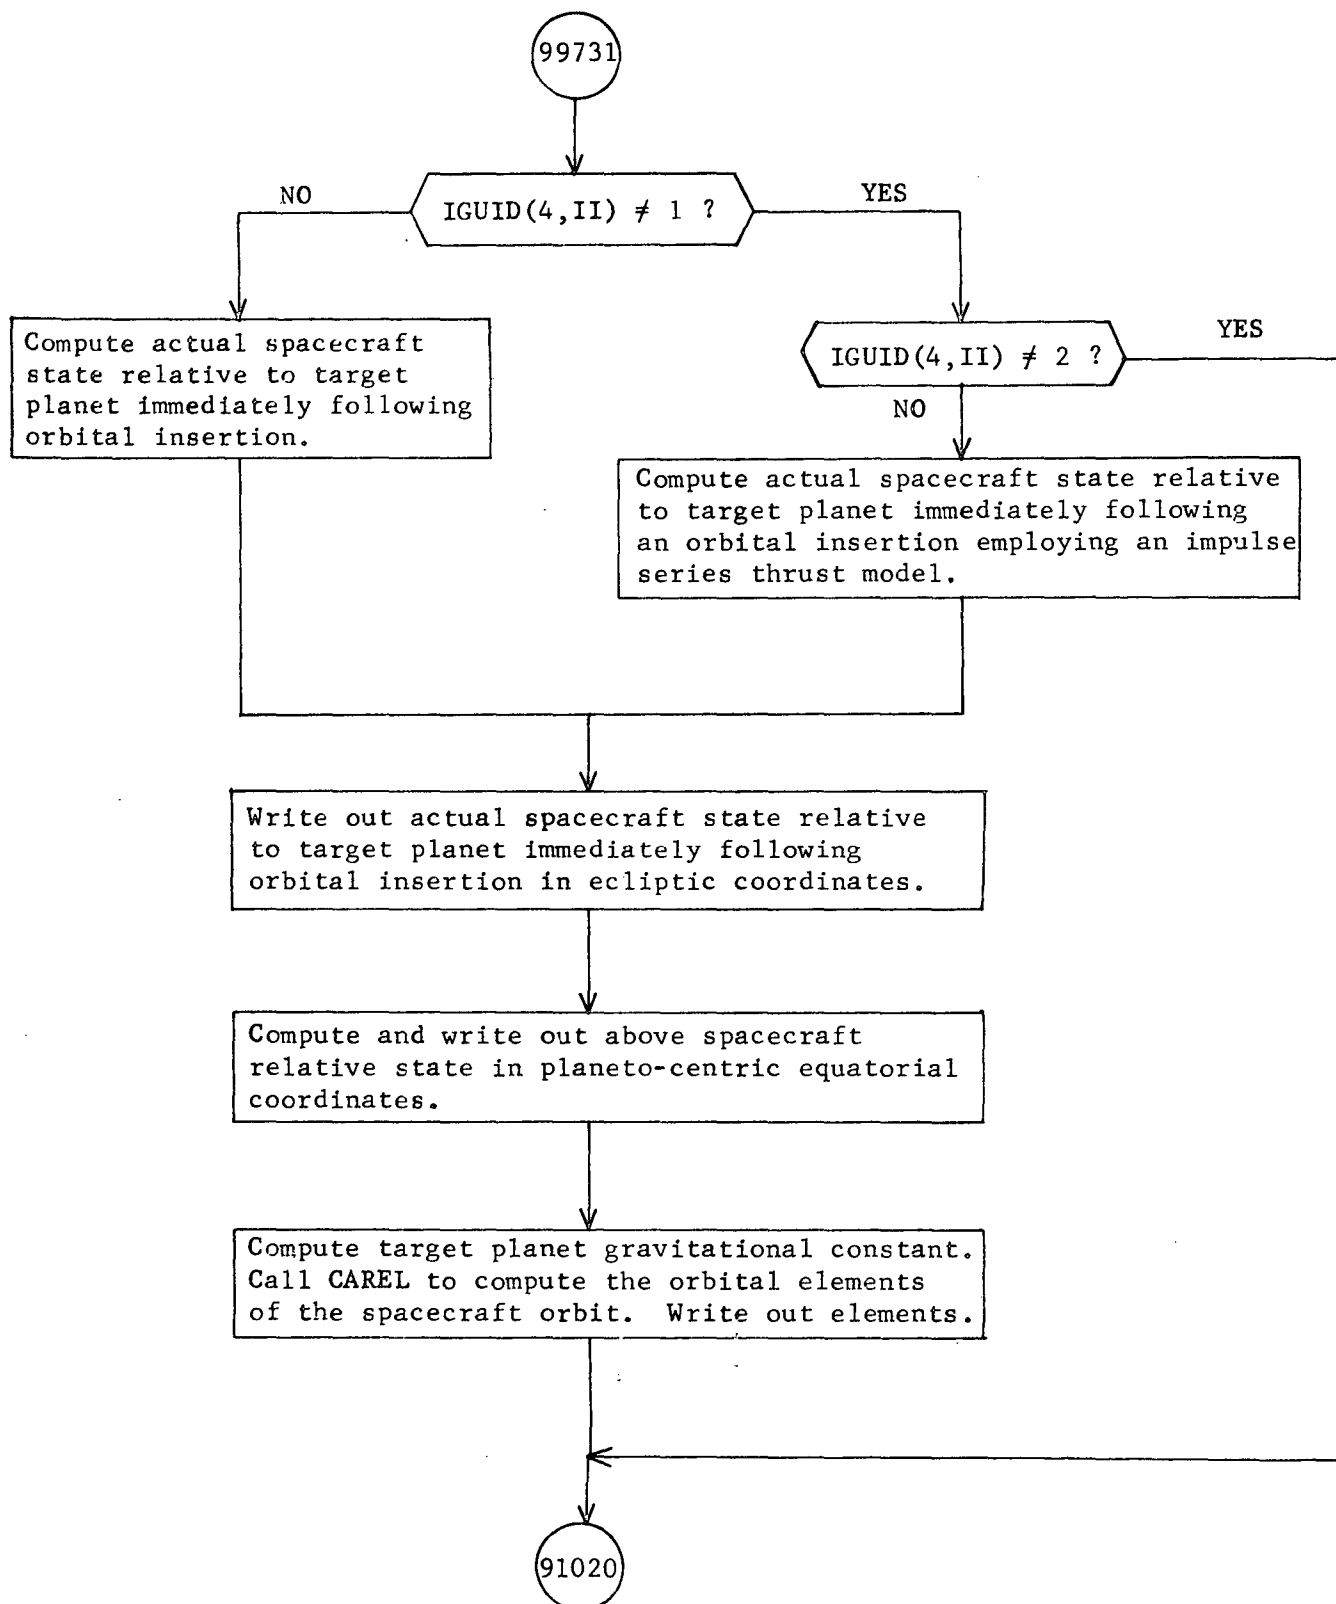 99731
NO
IGUID(4,II) ≠ 1 ?
YES
Compute actual spacecraft
state relative to target
planet immediately following
orbital insertion.
IGUID(4,II) ≠ 2 ?
YES
NO
Compute actual spacecraft state relative
to target planet immediately following
an orbital insertion employing an impulse
series thrust model.
Write out actual spacecraft state relative
to target planet immediately following
orbital insertion in ecliptic coordinates.
Compute and write out above spacecraft
relative state in planeto-centric equatorial
coordinates.
Compute target planet gravitational constant.
Call CAREL to compute the orbital elements
of the spacecraft orbit.  Write out elements.
91020